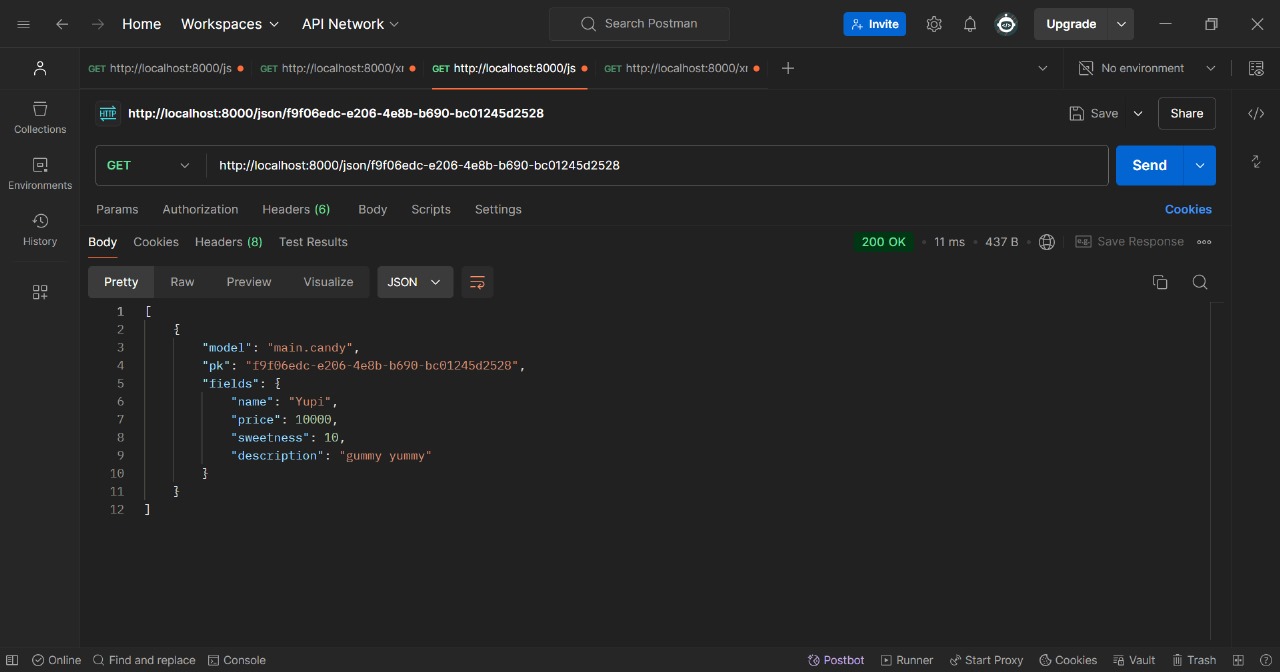 Home Workspaces API Network Search Postman Invite Upgrade
GET http://localhost:8000/js GET http://localhost:8000/xr GET http://localhost:8000/js GET http://localhost:8000/xr No environment
HTTP http://localhost:8000/json/f9f06edc-e206-4e8b-b690-bc01245d2528 Save Share
Collections
GET http://localhost:8000/json/f9f06edc-e206-4e8b-b690-bc01245d2528 Send
Environments
Params Authorization Headers (6) Body Scripts Settings Cookies
History
Body Cookies Headers (8) Test Results 200 OK 11 ms 437 B e.g. Save Response
Pretty Raw Preview Visualize JSON
1 [
2 {
3 "model": "main.candy",
4 "pk": "f9f06edc-e206-4e8b-b690-bc01245d2528",
5 "fields": {
6 "name": "Yupi",
7 "price": 10000,
8 "sweetness": 10,
9 "description": "gummy yummy"
10 }
11 }
12 ]
Online Find and replace Console Postbot Runner Start Proxy Cookies Vault Trash